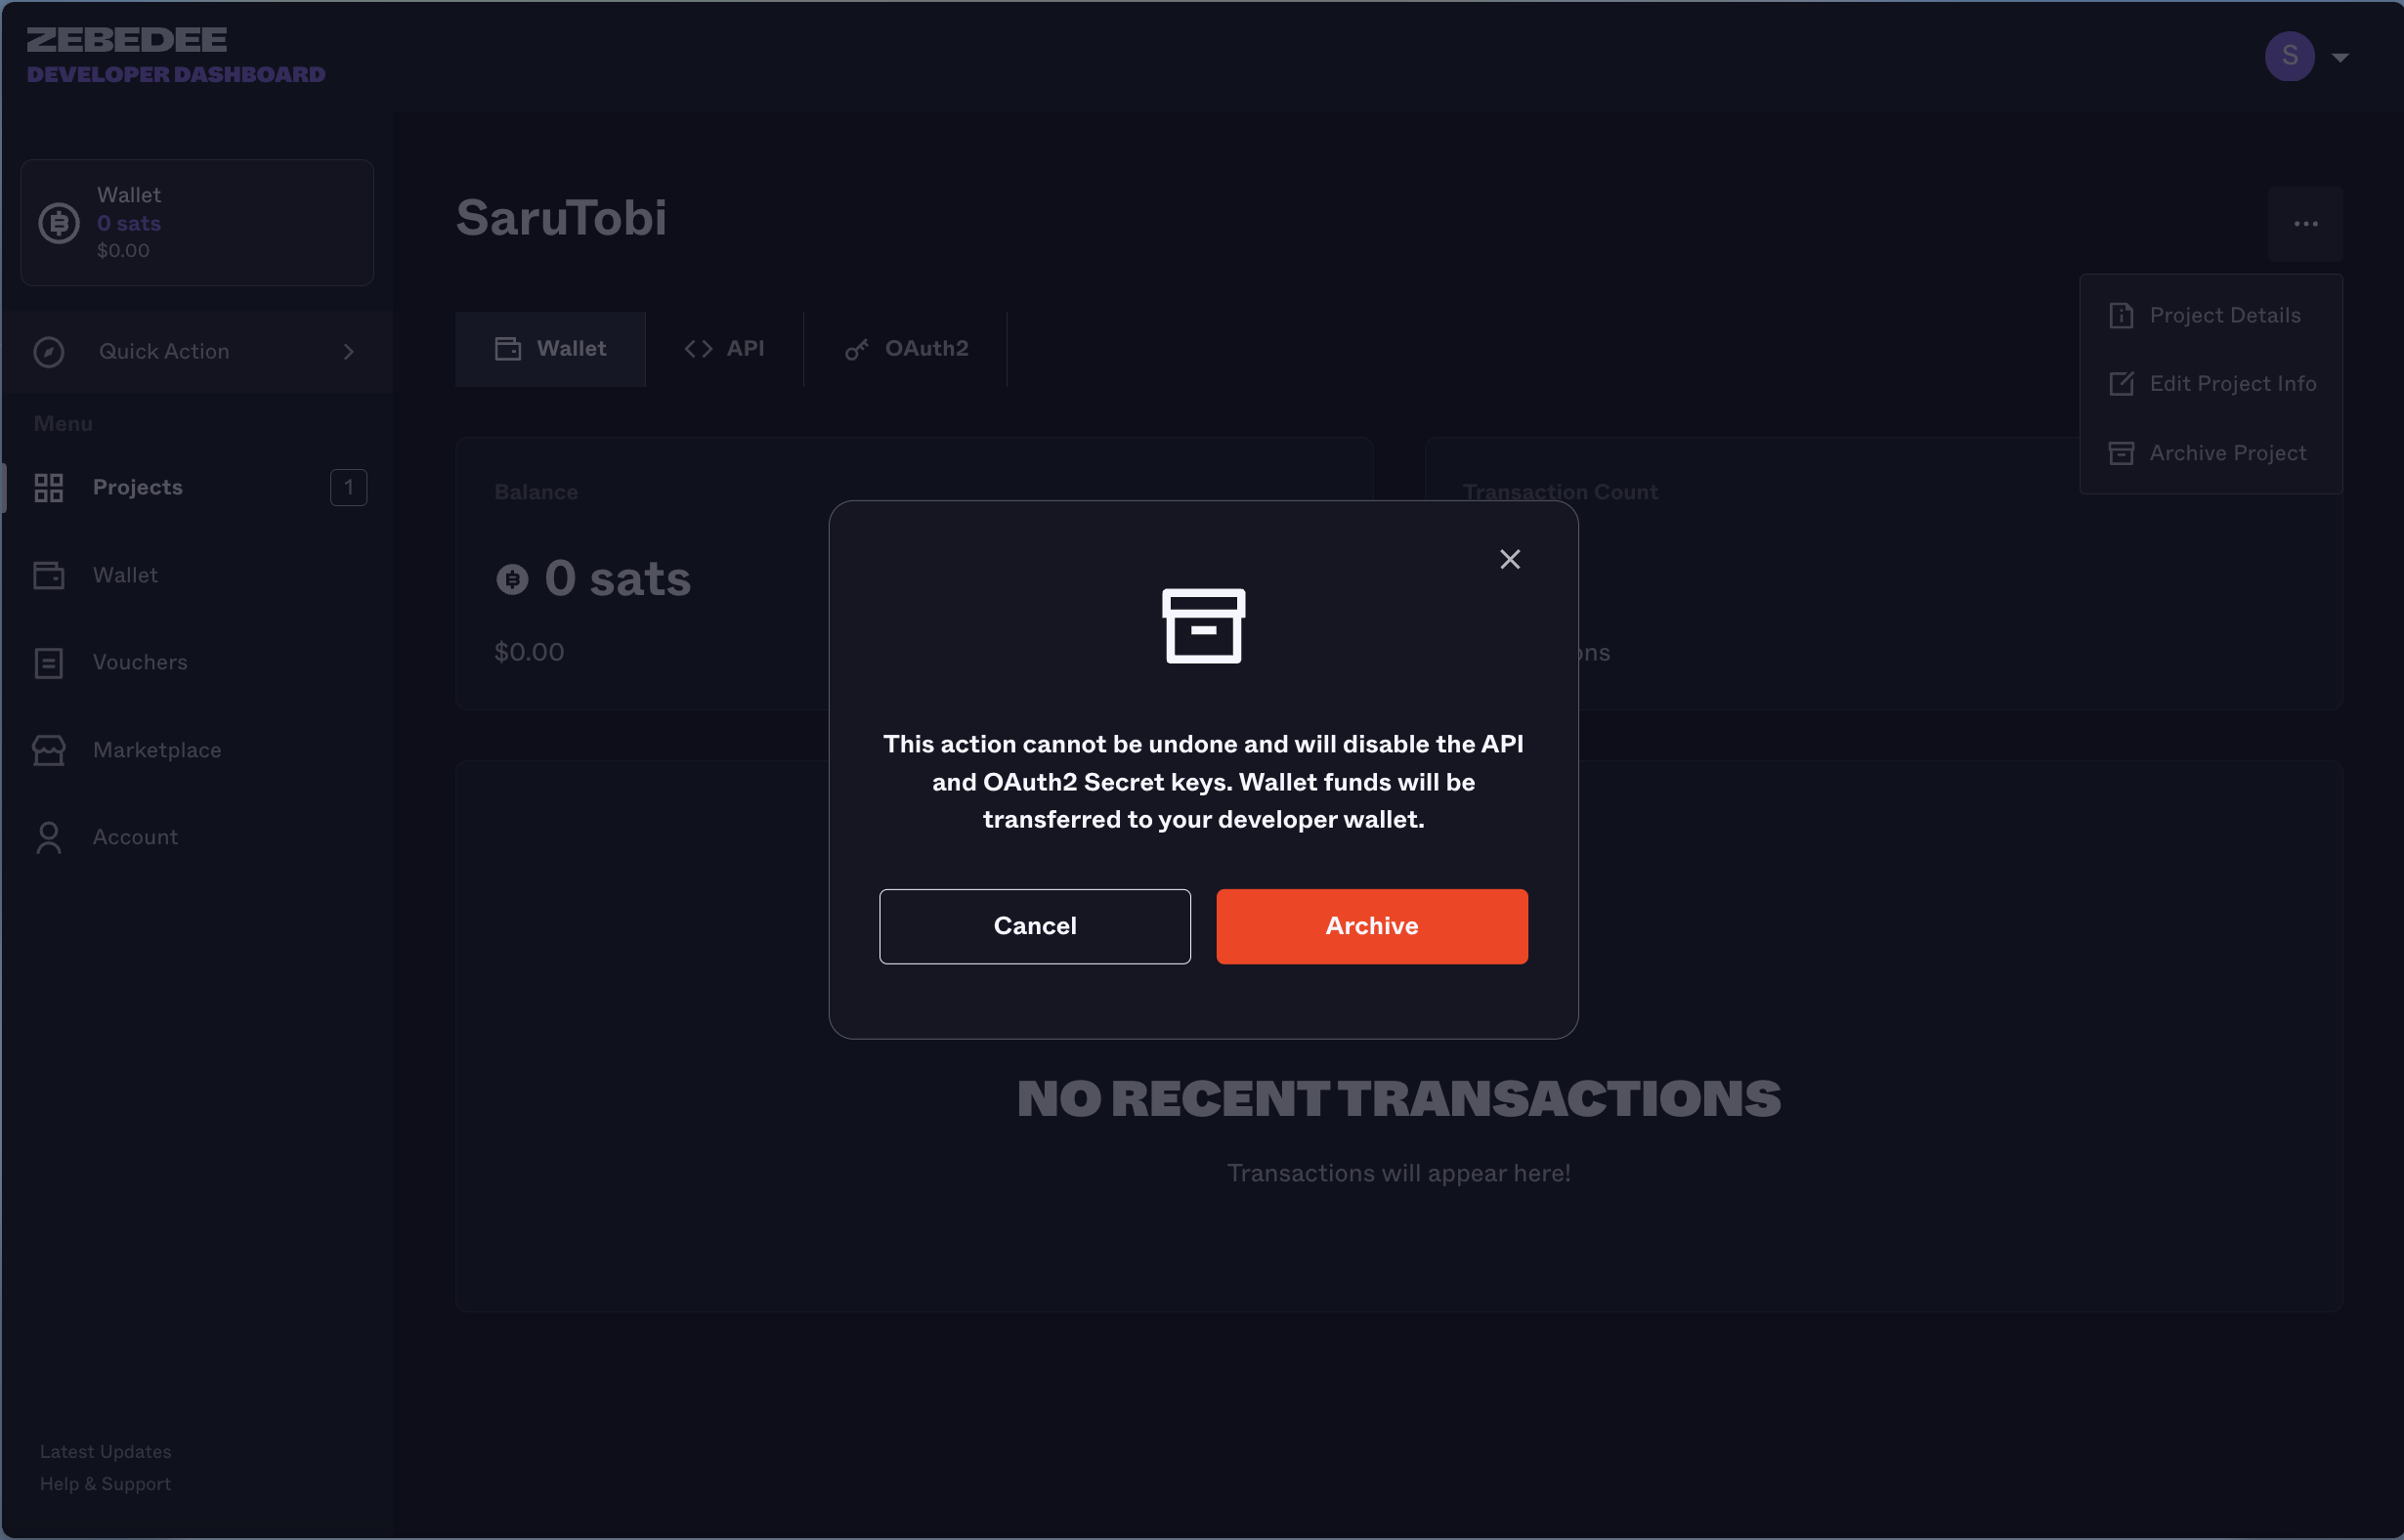 ZEBEDEE
DEVELOPER DASHBOARD
S
Wallet
0 sats
$0.00
Quick Action
Menu
Projects
1
Wallet
Vouchers
Marketplace
Account
Latest Updates
Help & Support
SaruTobi
Wallet
API
OAuth2
Project Details
Edit Project Info
Archive Project
Balance
0 sats
$0.00
Transaction Count
This action cannot be undone and will disable the API
and OAuth2 Secret keys. Wallet funds will be
transferred to your developer wallet.
Cancel
Archive
NO RECENT TRANSACTIONS
Transactions will appear here!